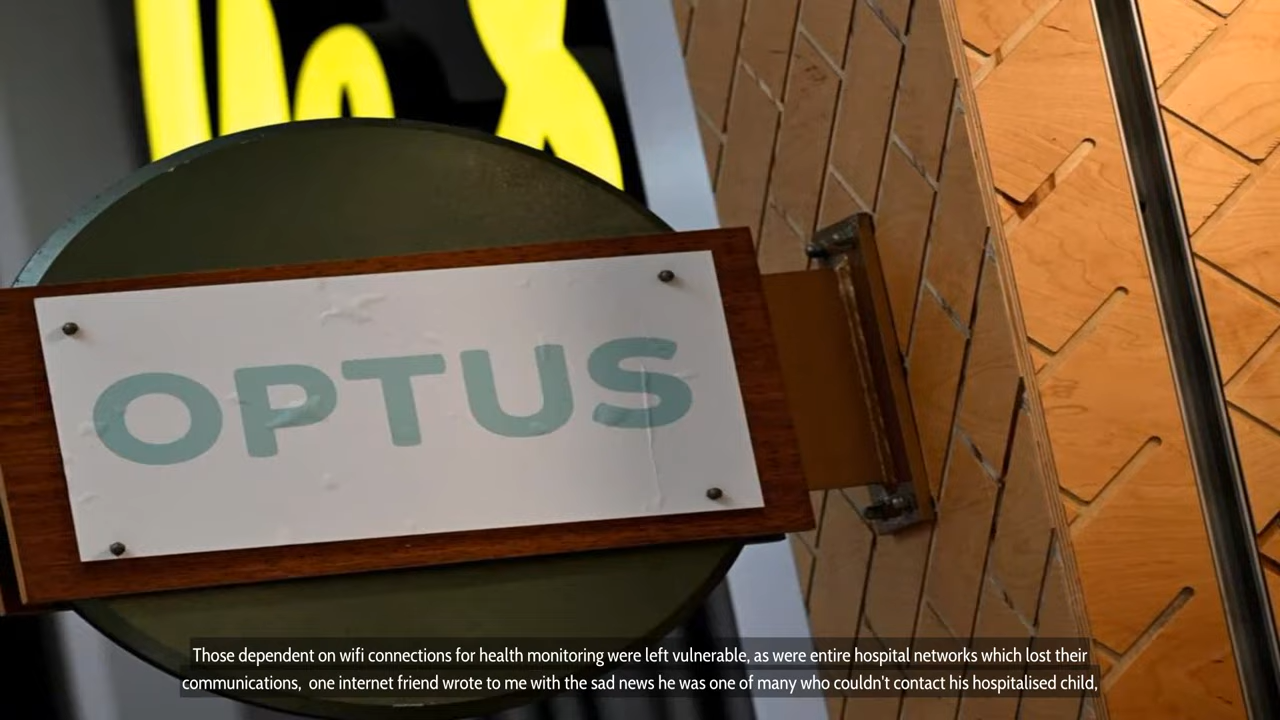 OPTUS
Those dependent on wifi connections for health monitoring were left vulnerable, as were entire hospital networks which lost their
communications, one internet friend wrote to me with the sad news he was one of many who couldn't contact his hospitalised child,